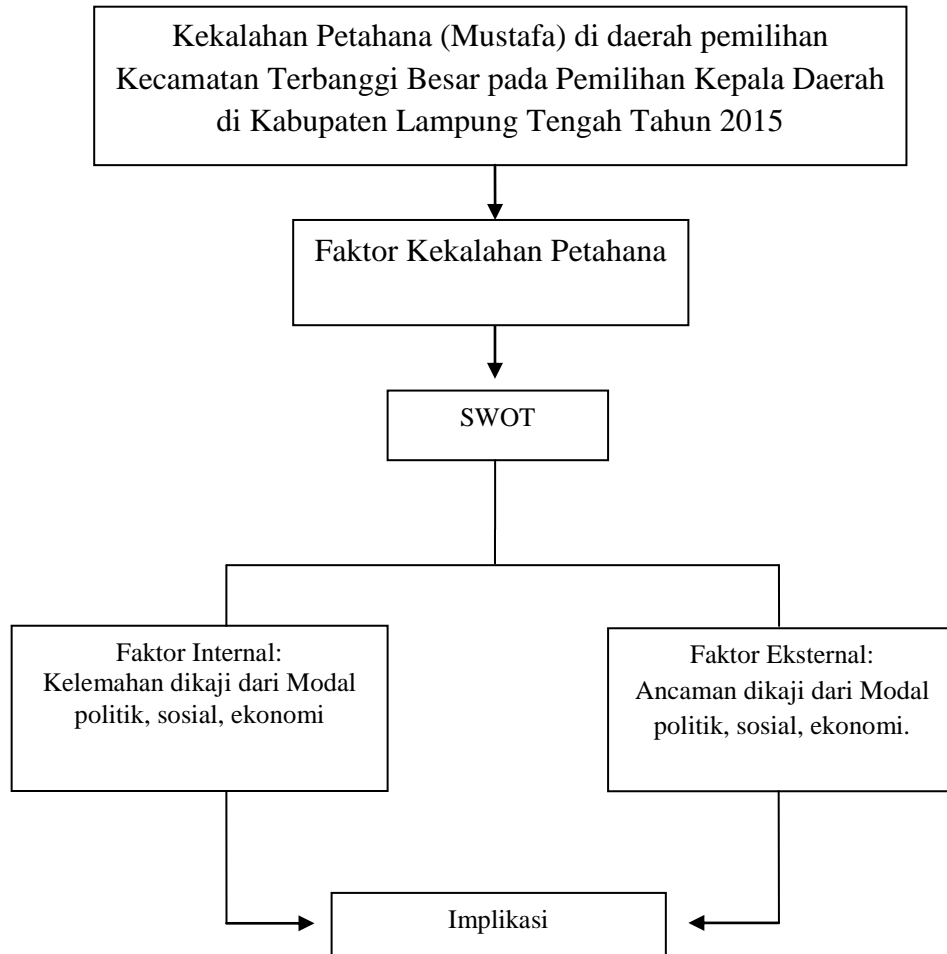 Kekalahan Petahana (Mustafa) di daerah pemilihan
Kecamatan Terbanggi Besar pada Pemilihan Kepala Daerah
di Kabupaten Lampung Tengah Tahun 2015
Faktor Kekalahan Petahana
SWOT
Faktor Internal:
Kelemahan dikaji dari Modal
politik, sosial, ekonomi
Faktor Eksternal:
Ancaman dikaji dari Modal
politik, sosial, ekonomi.
Implikasi